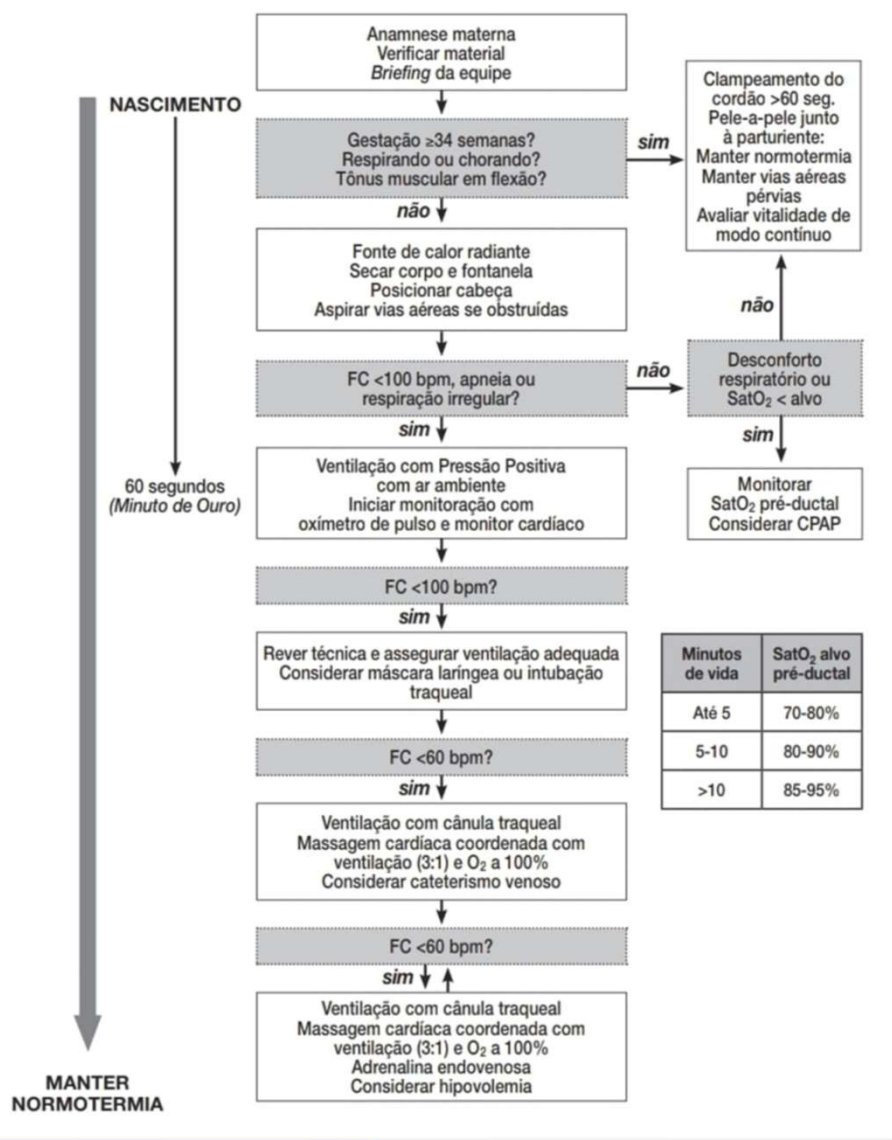 Anamnese materna
Verificar material
Briefing da equipe
NASCIMENTO
Gestação ≥34 semanas?
Respirando ou chorando?
Tônus muscular em flexão?
sim
Clampeamento do
cordão >60 seg.
Pele-a-pele junto
à parturiente:
Manter normotermia
Manter vias aéreas
pérvias
Avaliar vitalidade de
modo contínuo
não
Fonte de calor radiante
Secar corpo e fontanela
Posicionar cabeça
Aspirar vias aéreas se obstruídas
não
FC <100 bpm, apneia ou
respiração irregular?
não
Desconforto
respiratório ou
SatO₂ < alvo
sim
sim
60 segundos
(Minuto de Ouro)
Ventilação com Pressão Positiva
com ar ambiente
Iniciar monitoração com
oxímetro de pulso e monitor cardíaco
Monitorar
SatO₂ pré-ductal
Considerar CPAP
FC <100 bpm?
sim
Rever técnica e assegurar ventilação adequada
Considerar máscara laríngea ou intubação
traqueal
Minutos de vida SatO₂ alvo pré-ductal
Até 5 70-80%
5-10 80-90%
>10 85-95%
FC <60 bpm?
sim
Ventilação com cânula traqueal
Massagem cardíaca coordenada com
ventilação (3:1) e O₂ a 100%
Considerar cateterismo venoso
FC <60 bpm?
sim
Ventilação com cânula traqueal
Massagem cardíaca coordenada com
ventilação (3:1) e O₂ a 100%
Adrenalina endovenosa
Considerar hipovolemia
MANTER
NORMOTERMIA